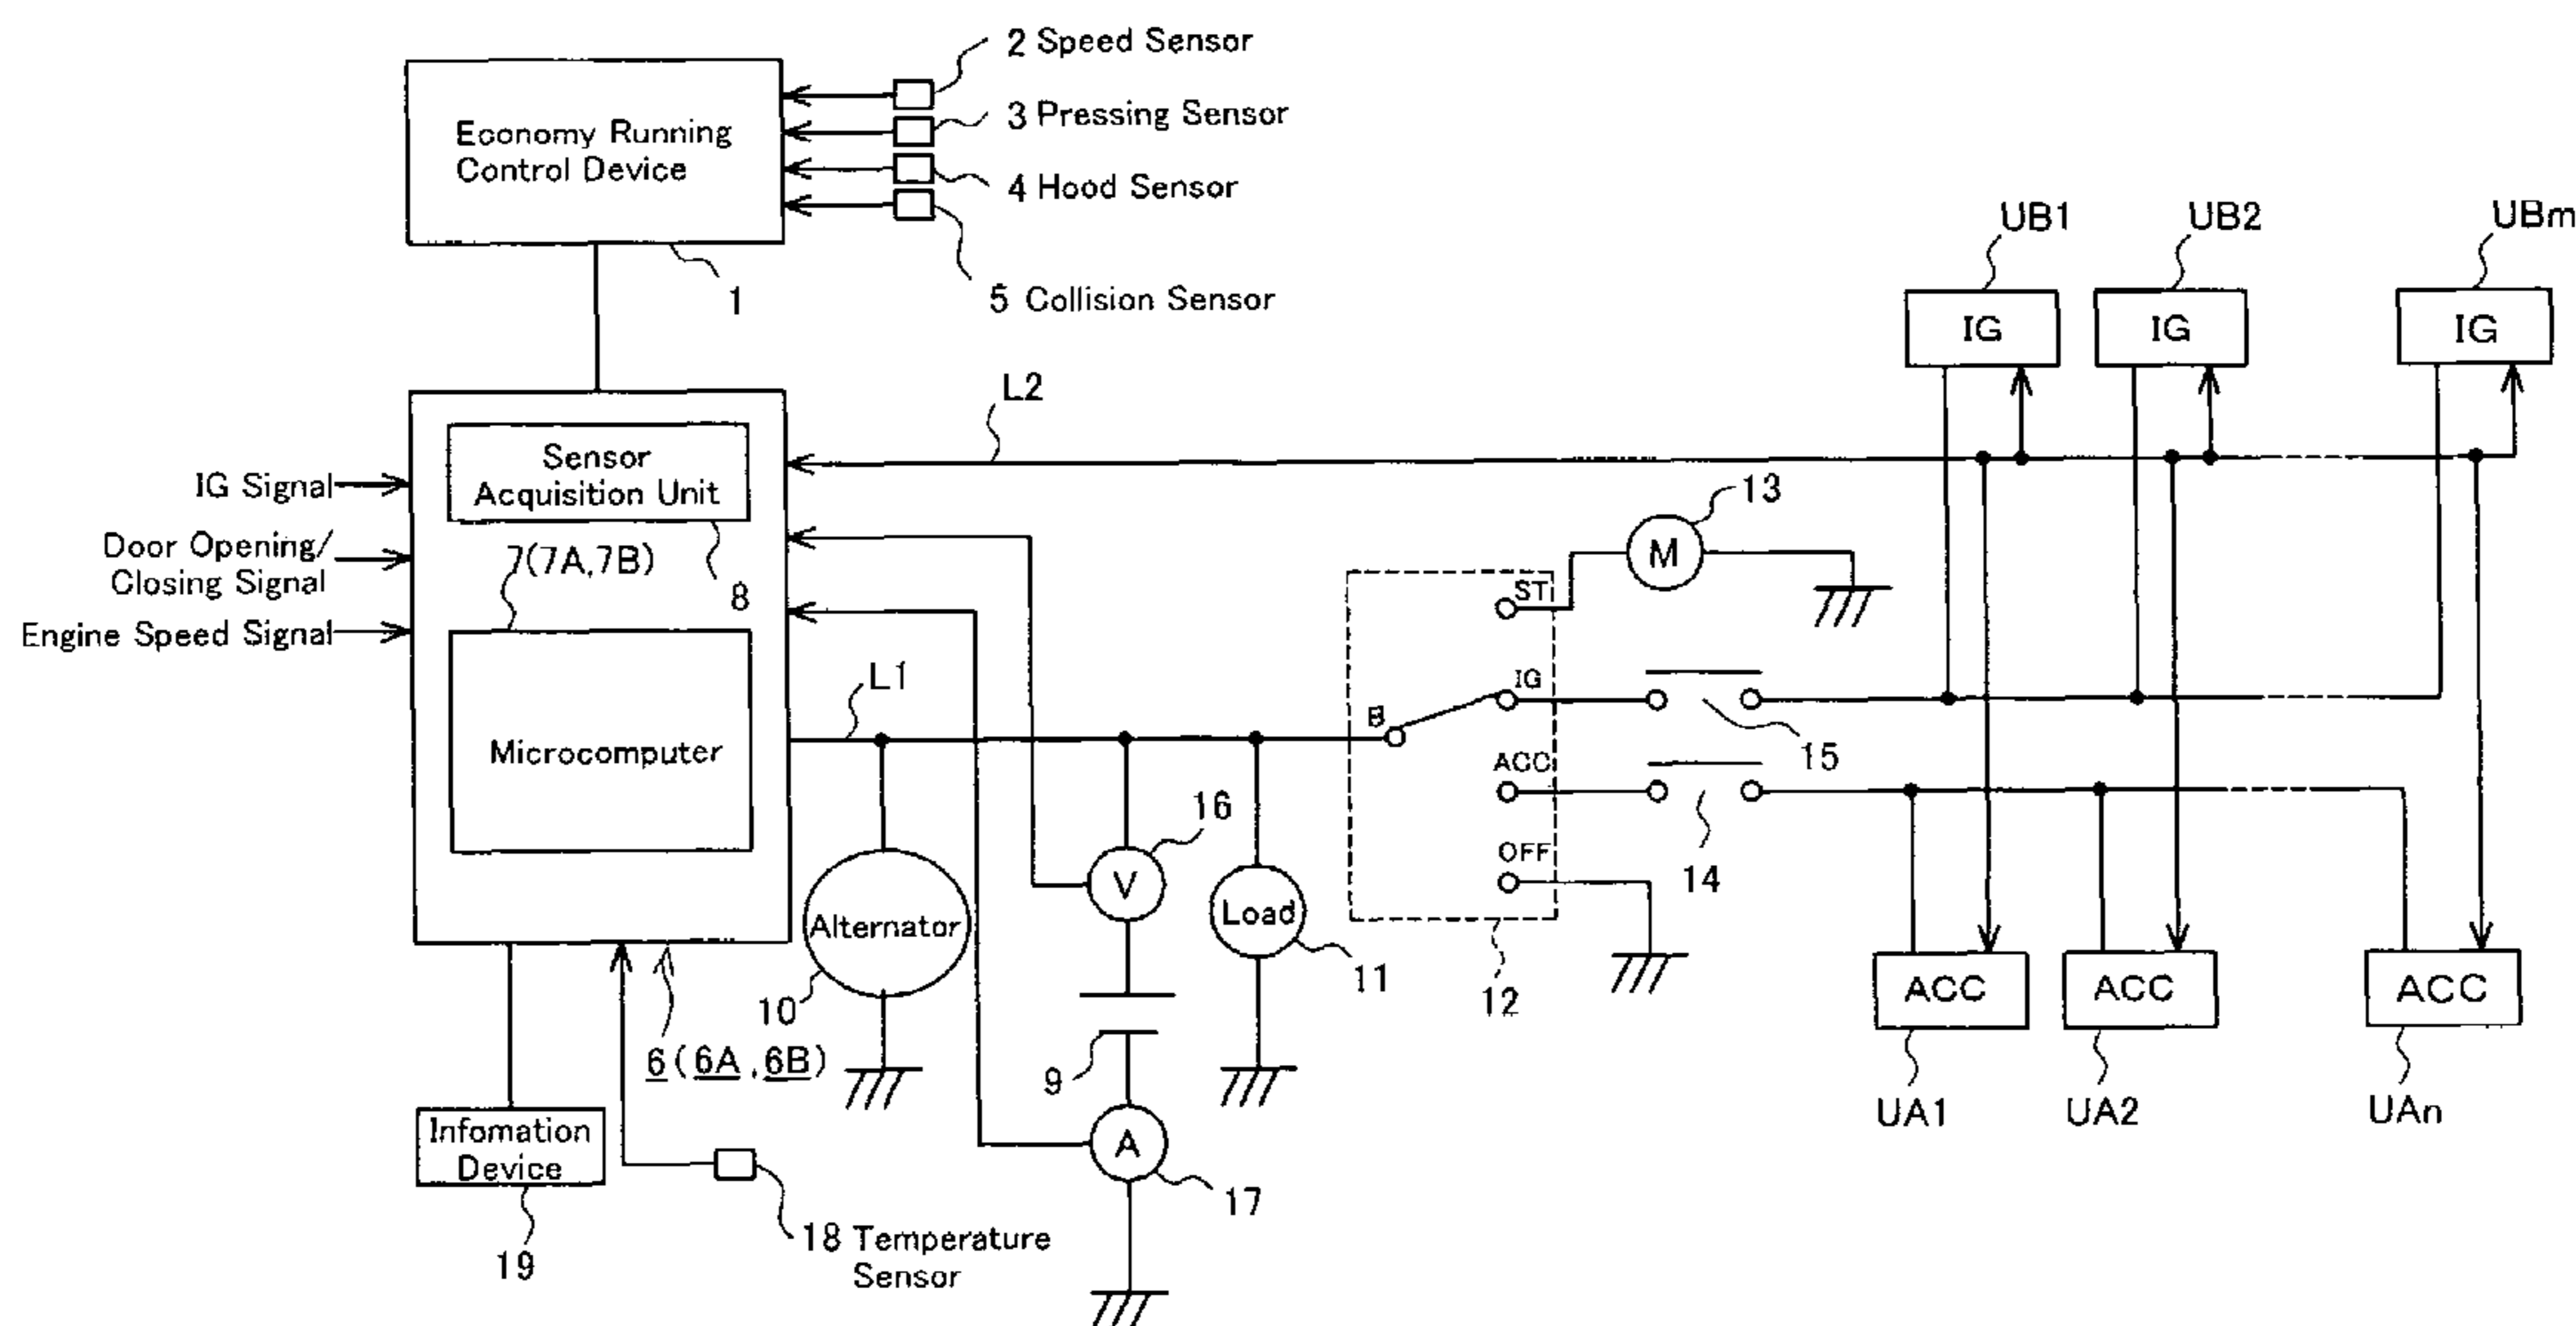 2 Speed Sensor
3 Pressing Sensor
4 Hood Sensor
5 Collision Sensor
Economy Running
Control Device
1
UB1
UB2
UBm
IG
IG
IG
L2
Sensor
Acquisition Unit
8
IG Signal
Door Opening/
Closing Signal
Engine Speed Signal
7(7A,7B)
Microcomputer
L1
13
M
ST
IG
B
ACC
OFF
15
14
12
16
V
Load
11
Alternator
10
9
A
17
6(6A,6B)
Infomation
Device
19
18 Temperature
Sensor
ACC
ACC
ACC
UA1
UA2
UAn